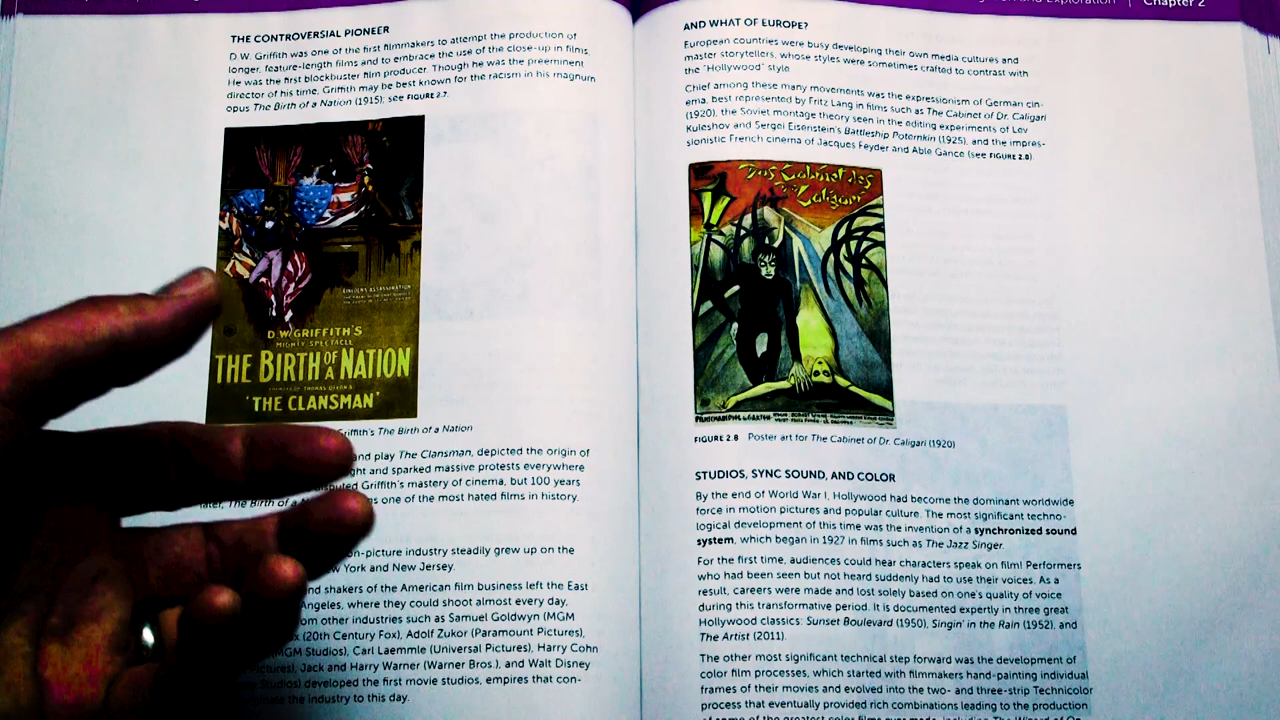 Chapter 2
THE CONTROVERSIAL PIONEER
D.W. Griffith was one of the first filmmakers to attempt the production of
longer, feature-length films and to embrace the use of the close-up in films.
He was the first blockbuster film producer. Though he was the preeminent
director of his time, Griffith may be best known for the racism in his magnum
opus The Birth of a Nation (1915); see FIGURE 2.7.
LINCOLN'S ASSASSINATION
D.W. GRIFFITH'S
MIGHTY SPECTACLE
THE BIRTH OF A NATION
THOMAS DIXON'S
'THE CLANSMAN'
Griffith's The Birth of a Nation
and play The Clansman, depicted the origin of
and sparked massive protests everywhere
Griffith's mastery of cinema, but 100 years
later, The Birth of a one of the most hated films in history.
on-picture industry steadily grew up on the
York and New Jersey.
shakers of the American film business left the East
Angeles, where they could shoot almost every day,
other industries such as Samuel Goldwyn (MGM
(20th Century Fox), Adolf Zukor (Paramount Pictures),
(MGM Studios), Carl Laemmle (Universal Pictures), Harry Cohn
Jack and Harry Warner (Warner Bros.), and Walt Disney
Studios) developed the first movie studios, empires that con-
the industry to this day.
AND WHAT OF EUROPE?
European countries were busy developing their own media cultures and
master storytellers, whose styles were sometimes crafted to contrast with
the "Hollywood" style.
Chief among these many movements was the expressionism of German cin-
ema, best represented by Fritz Lang in films such as The Cabinet of Dr. Caligari
(1920), the Soviet montage theory seen in the editing experiments of Lev
Kuleshov and Sergei Eisenstein's Battleship Potemkin (1925), and the impres-
sionistic French cinema of Jacques Feyder and Able Gance (see FIGURE 2.8).
Das Cabinet des
Dr. Caligari
FIGURE 2.8 Poster art for The Cabinet of Dr. Caligari (1920)
STUDIOS, SYNC SOUND, AND COLOR
By the end of World War I, Hollywood had become the dominant worldwide
force in motion pictures and popular culture. The most significant techno-
logical development of this time was the invention of a synchronized sound
system, which began in 1927 in films such as The Jazz Singer.
For the first time, audiences could hear characters speak on film! Performers
who had been seen but not heard suddenly had to use their voices. As a
result, careers were made and lost solely based on one's quality of voice
during this transformative period. It is documented expertly in three great
Hollywood classics: Sunset Boulevard (1950), Singin' in the Rain (1952), and
The Artist (2011).
The other most significant technical step forward was the development of
color film processes, which started with filmmakers hand-painting individual
frames of their movies and evolved into the two- and three-strip Technicolor
process that eventually provided rich combinations leading to the production